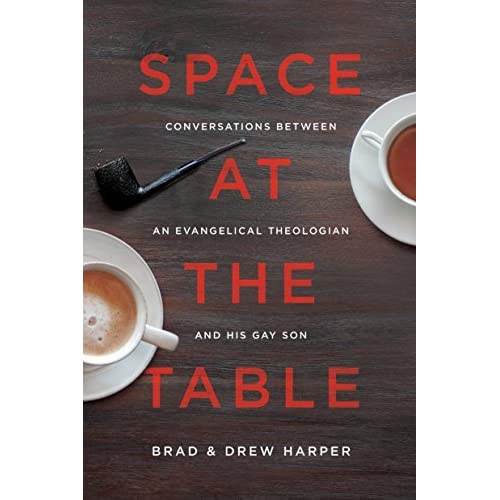 SPACE
CONVERSATIONS BETWEEN
AT
AN EVANGELICAL THEOLOGIAN
THE
AND HIS GAY SON
TABLE
BRAD & DREW HARPER